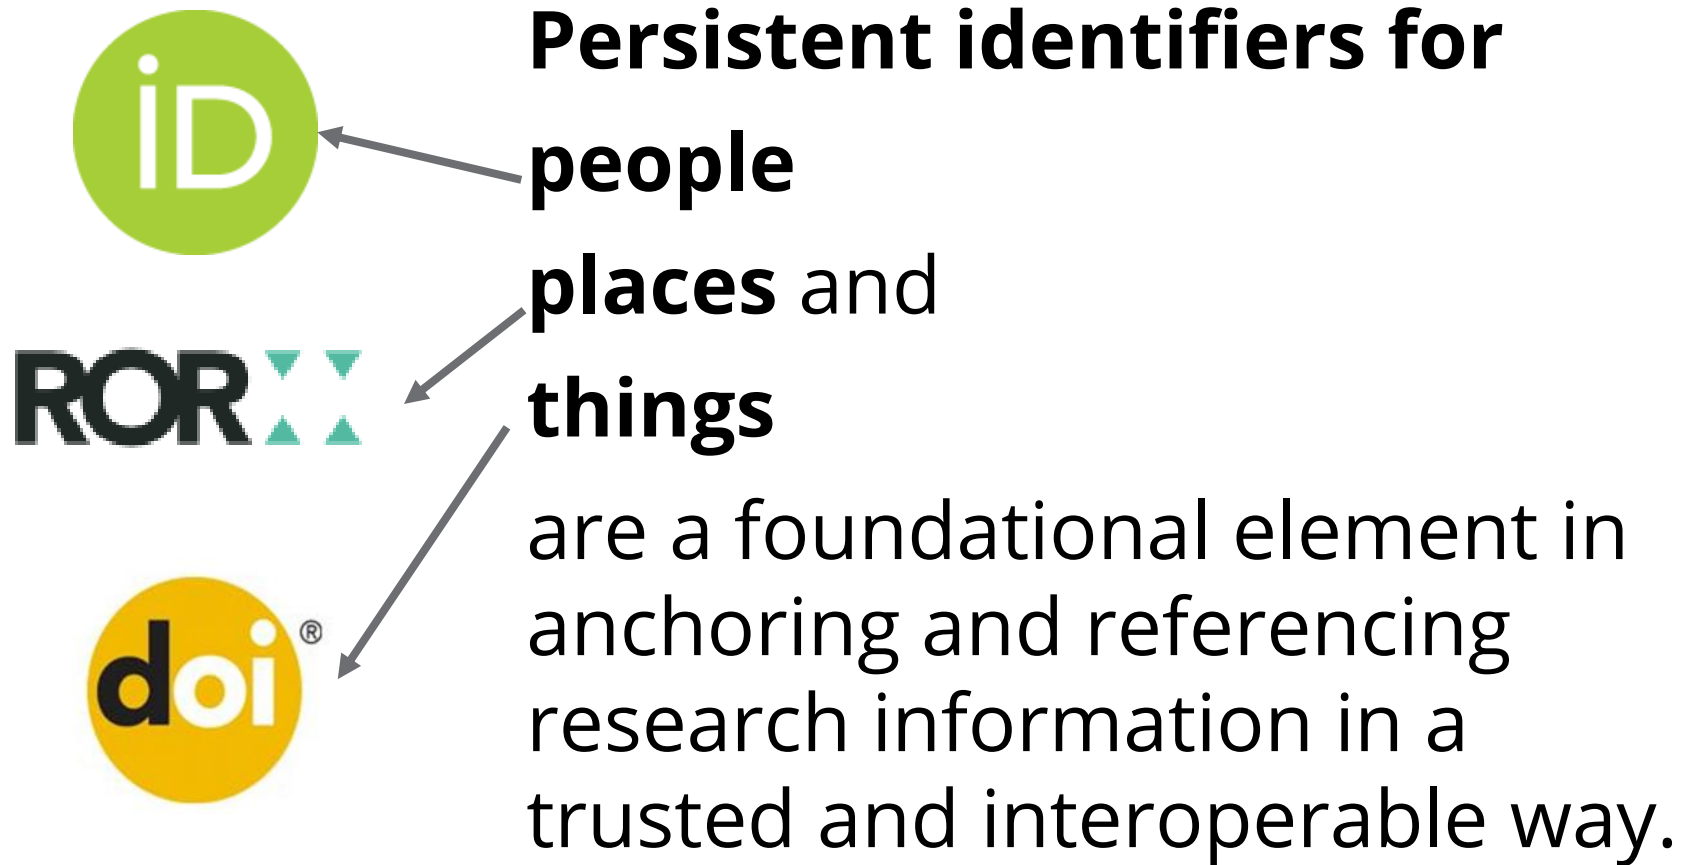 iD
Persistent identifiers for
people
places and
ROR
things
are a foundational element in
anchoring and referencing
doi®
research information in a
trusted and interoperable way.